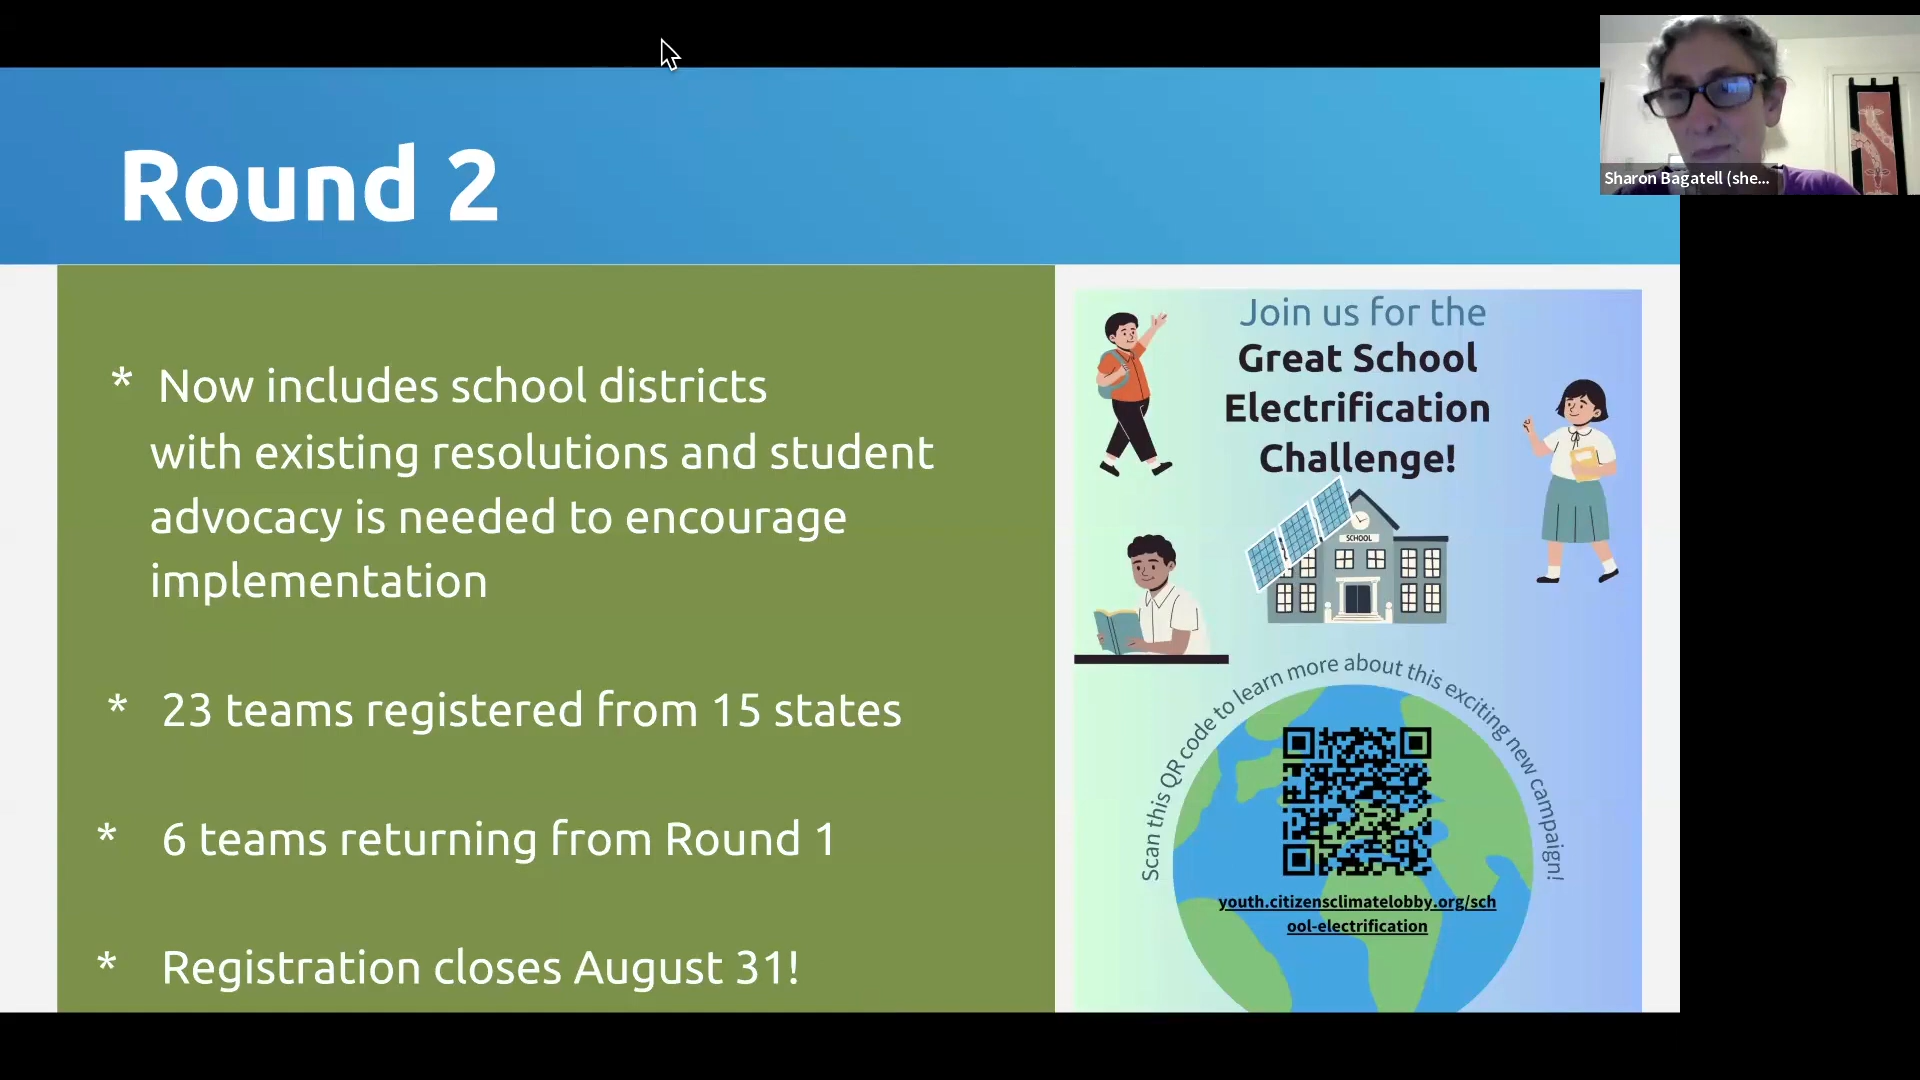 Round 2
* Now includes school districts
with existing resolutions and student
advocacy is needed to encourage
implementation
* 23 teams registered from 15 states
* 6 teams returning from Round 1
* Registration closes August 31!
Join us for the
Great School
Electrification
Challenge!
SCHOOL
Scan this QR code to learn more about this exciting new campaign!
youth.citizensclimatelobby.org/sch
ool-electrification
Sharon Bagatell (she...